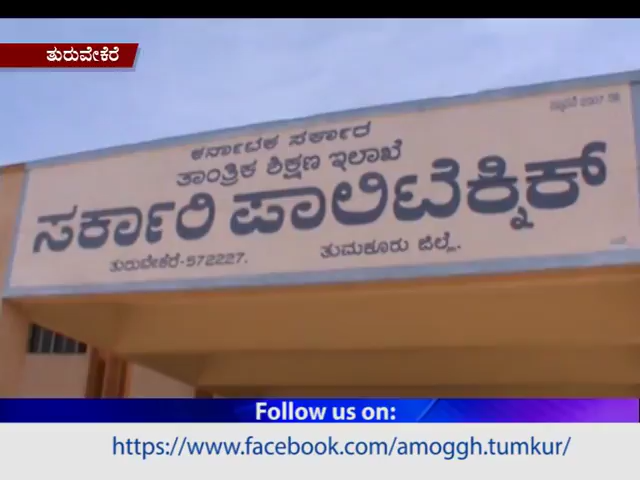 ತುರುವೇಕೆರೆ
ಕರ್ನಾಟಕ ಸರ್ಕಾರ
ತಾಂತ್ರಿಕ ಶಿಕ್ಷಣ ಇಲಾಖೆ
ಸರ್ಕಾರಿ ಪಾಲಿಟೆಕ್ನಿಕ್
ತುರುವೇಕೆರೆ-572227. ತುಮಕೂರು ಜಿಲ್ಲೆ.
Follow us on:
https://www.facebook.com/amoggh.tumkur/